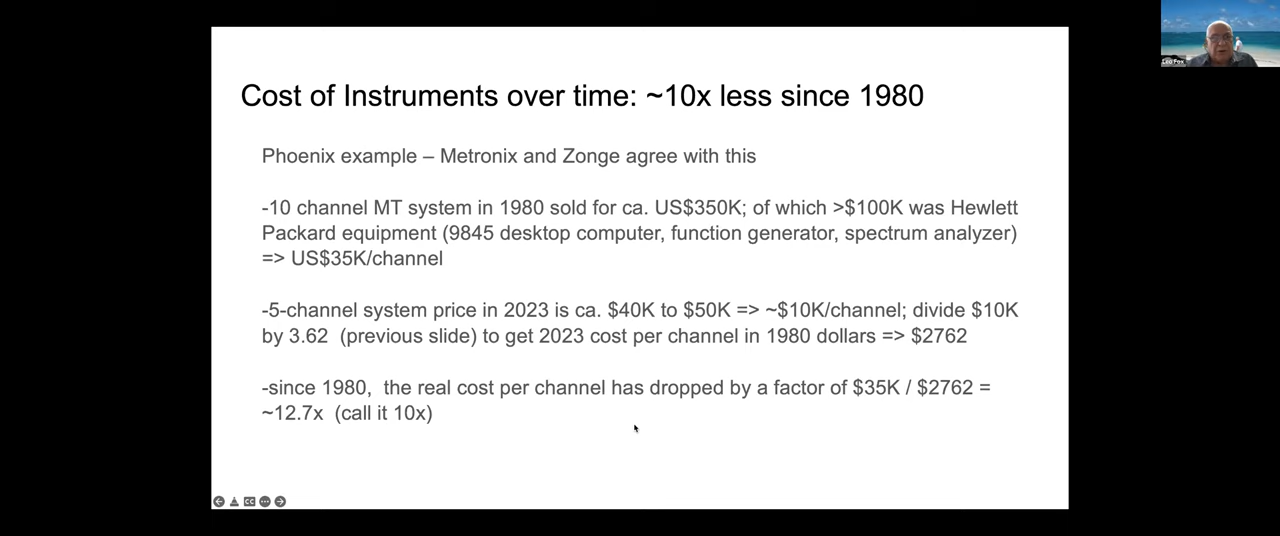 Cost of Instruments over time: ~10x less since 1980
Leo Fox
Phoenix example – Metronix and Zonge agree with this
-10 channel MT system in 1980 sold for ca. US$350K; of which >$100K was Hewlett
Packard equipment (9845 desktop computer, function generator, spectrum analyzer)
=> US$35K/channel
-5-channel system price in 2023 is ca. $40K to $50K => ~$10K/channel; divide $10K
by 3.62 (previous slide) to get 2023 cost per channel in 1980 dollars => $2762
-since 1980, the real cost per channel has dropped by a factor of $35K / $2762 =
~12.7x (call it 10x)
CC